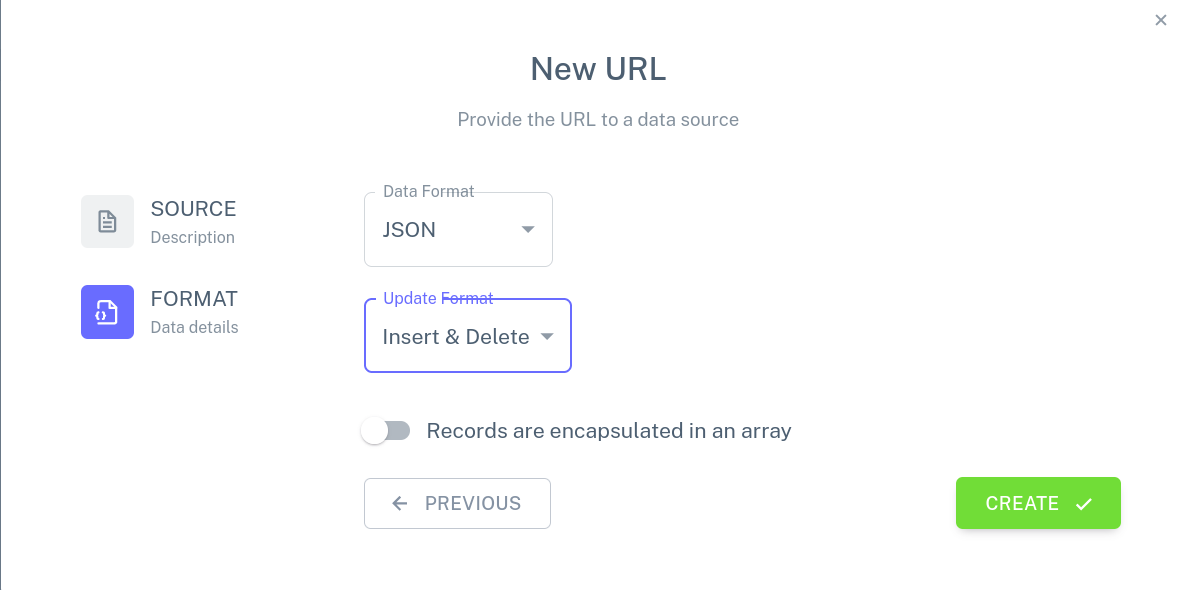 New URL
Provide the URL to a data source
SOURCE
Description
FORMAT
Data details
Data Format
JSON
Update Format
Insert & Delete
Records are encapsulated in an array
PREVIOUS
CREATE